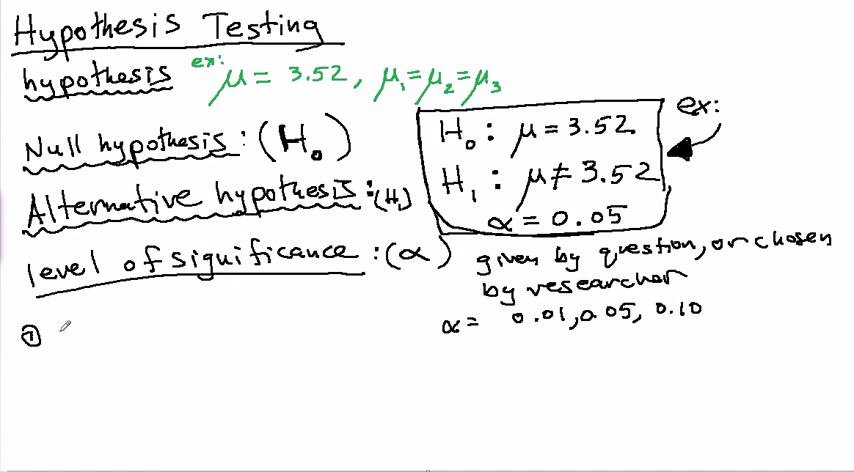 Hypothesis Testing
hypothesis ex: μ = 3.52, μ₁=μ₂=μ₃
Null hypothesis: (H₀)
Alternative hypothesis: (H₁)
level of significance: (α)
ex:
H₀: μ = 3.52
H₁: μ ≠ 3.52
α = 0.05
given by question, or chosen
by researcher
α = 0.01, 0.05, 0.10
①